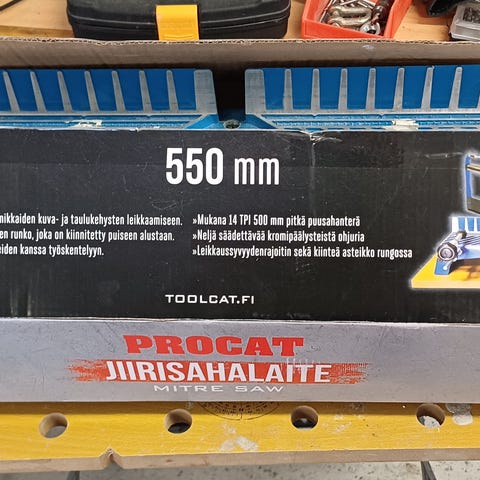 550 mm
nikkaiden kuva- ja taulukehysten leikkaamiseen.
en runko, joka on kiinnitetty puiseen alustaan.
eiden kanssa työskentelyyn.
»Mukana 14 TPI 500 mm pitkä puusahanterä
»Neljä säädettävää kromipäälysteistä ohjuria
»Leikkaussyvyydenrajoitin sekä kiinteä asteikko rungossa
TOOLCAT.FI
PROCAT
JIIRISAHALAITE
MITRE SAW